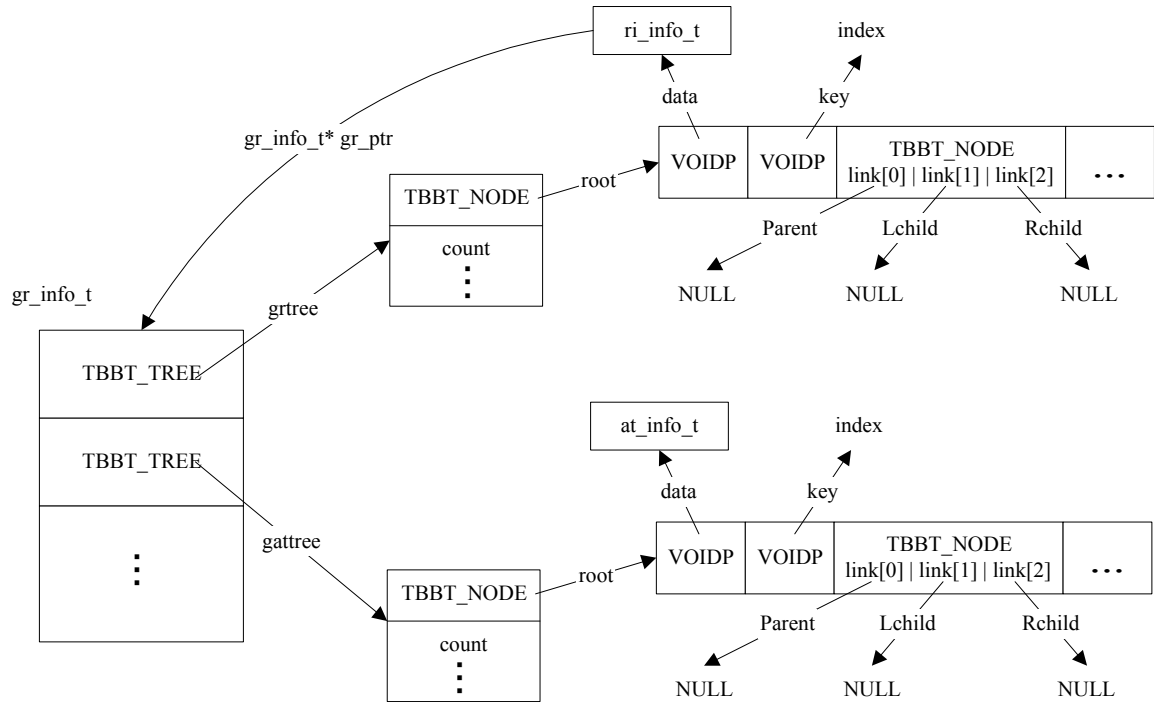 ri_info_t
index
data
key
gr_info_t* gr_ptr
VOIDP
VOIDP
TBBT_NODE
link[0] | link[1] | link[2]
...
root
TBBT_NODE
count
Parent
Lchild
Rchild
NULL
NULL
NULL
grtree
gr_info_t
TBBT_TREE
TBBT_TREE
at_info_t
index
data
key
gattree
VOIDP
VOIDP
TBBT_NODE
link[0] | link[1] | link[2]
...
root
TBBT_NODE
count
Parent
Lchild
Rchild
NULL
NULL
NULL